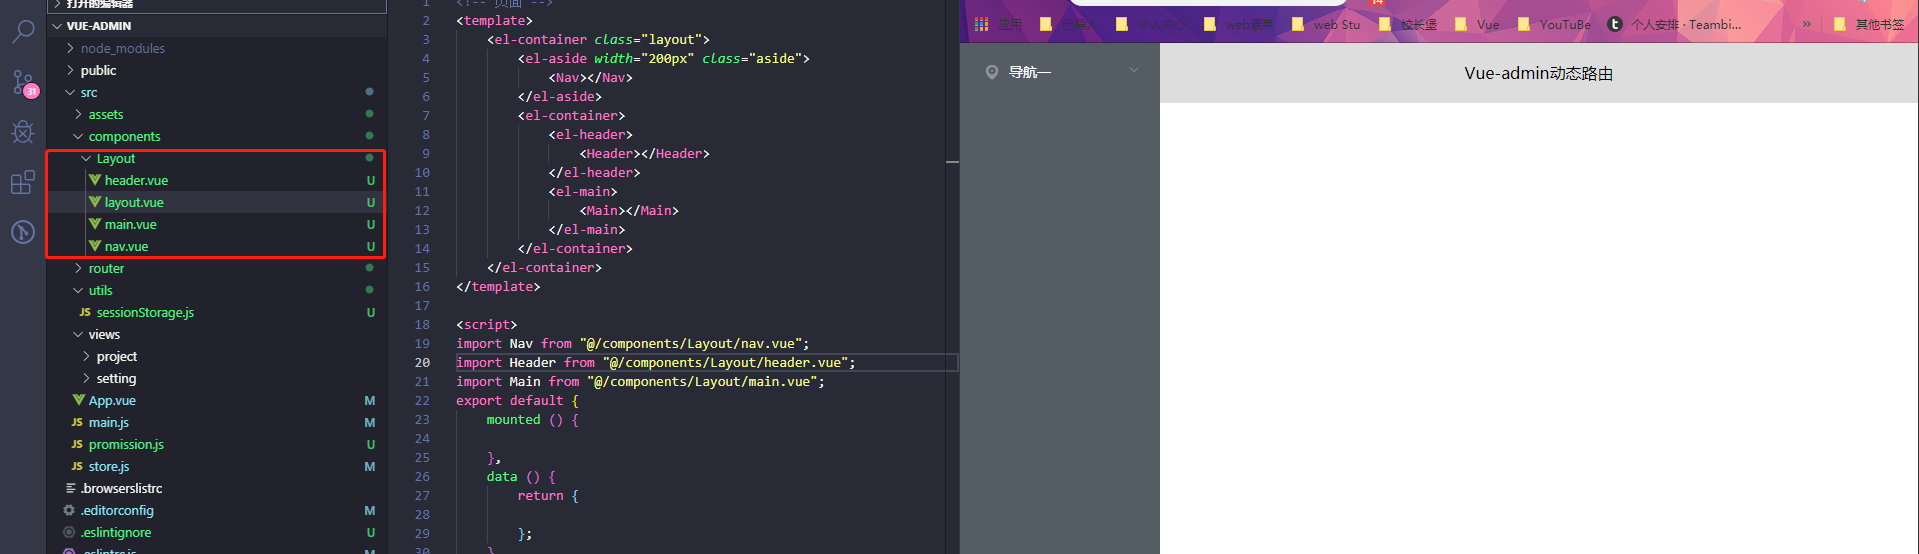 打开的编辑器
VUE-ADMIN
node_modules
public
src
assets
components
Layout
header.vue U
layout.vue U
main.vue U
nav.vue U
router
utils
JS sessionStorage.js U
views
project
setting
App.vue M
JS main.js M
JS promission.js U
JS store.js M
.browserslistrc
.editorconfig M
.eslintignore U
.eslintrc.js M
31
1 <!-- 页面 -->
2 <template>
3 <el-container class="layout">
4 <el-aside width="200px" class="aside">
5 <Nav></Nav>
6 </el-aside>
7 <el-container>
8 <el-header>
9 <Header></Header>
10 </el-header>
11 <el-main>
12 <Main></Main>
13 </el-main>
14 </el-container>
15 </el-container>
16 </template>
17
18 <script>
19 import Nav from "@/components/Layout/nav.vue";
20 import Header from "@/components/Layout/header.vue";
21 import Main from "@/components/Layout/main.vue";
22 export default {
23 mounted () {
24
25 },
26 data () {
27 return {
28
29 };
30 }
14
应用 个人中心 web Stu 校长堡 Vue YouTuBe t 个人安排 · Teambi... » 其他书签
导航一
Vue-admin动态路由